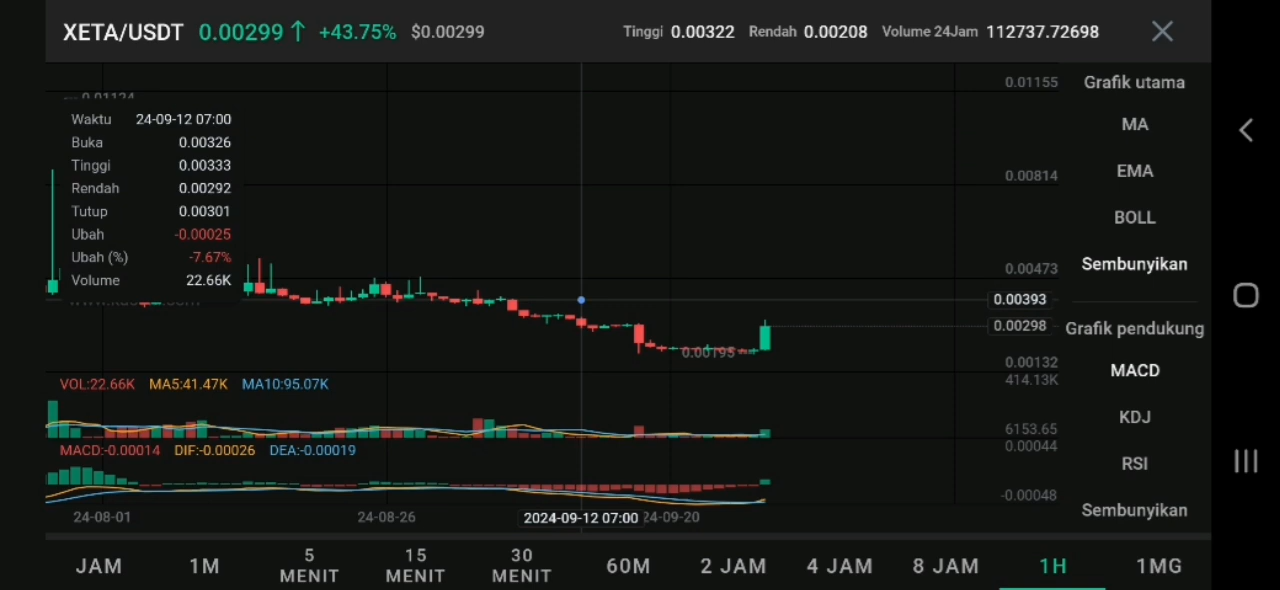 XETA/USDT 0.00299↑ +43.75% $0.00299 Tinggi 0.00322 Rendah 0.00208 Volume 24Jam 112737.72698
0.01155
0.01124
Waktu 24-09-12 07:00
Buka 0.00326
Tinggi 0.00333
Rendah 0.00292
Tutup 0.00301
Ubah -0.00025
Ubah (%) -7.67%
Volume 22.66K
0.00814
0.00473
0.00393
0.00298
0.00195
0.00132
414.13K
VOL:22.66K MA5:41.47K MA10:95.07K
6153.65
0.00044
MACD:-0.00014 DIF:-0.00026 DEA:-0.00019
-0.00048
24-08-01 24-08-26 2024-09-12 07:00 24-09-20
Grafik utama
MA
EMA
BOLL
Sembunyikan
Grafik pendukung
MACD
KDJ
RSI
Sembunyikan
JAM 1M 5 MENIT 15 MENIT 30 MENIT 60M 2 JAM 4 JAM 8 JAM 1H 1MG